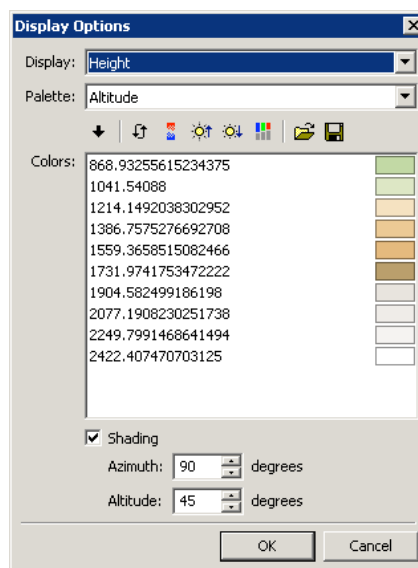 Display Options
Display: Height
Palette: Altitude
Colors:
868.93255615234375
1041.54088
1214.1492038302952
1386.7575276692708
1559.3658515082466
1731.9741753472222
1904.582499186198
2077.1908230251738
2249.7991468641494
2422.407470703125
Shading
Azimuth: 90 degrees
Altitude: 45 degrees
OK Cancel